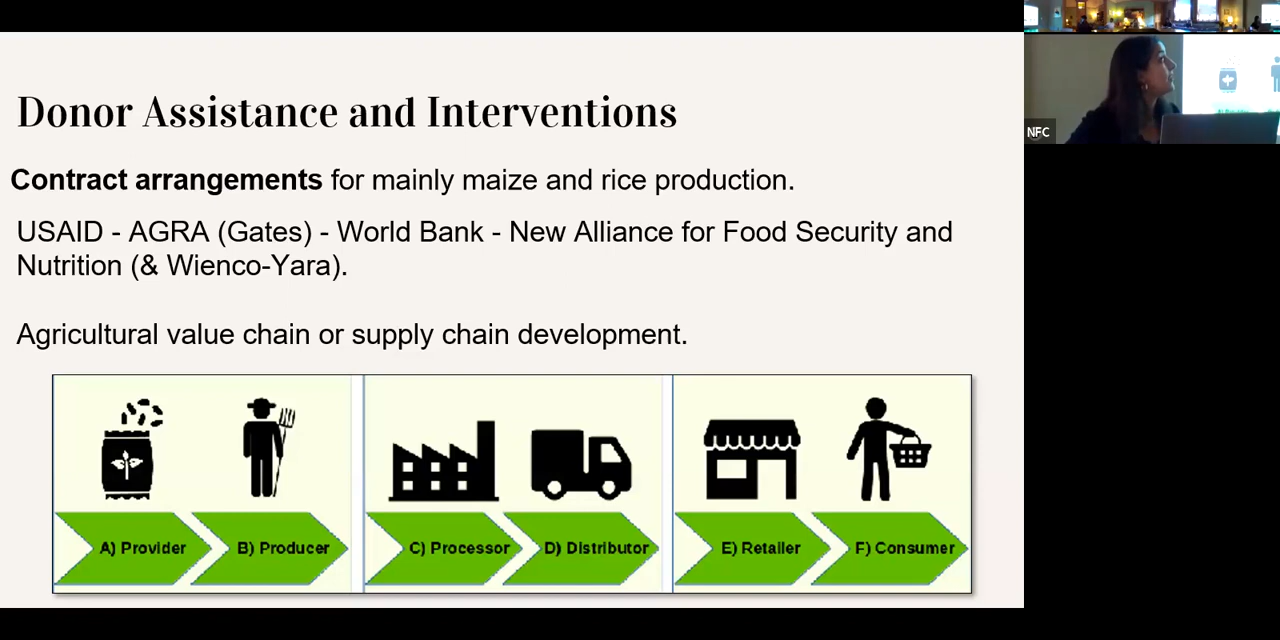 Donor Assistance and Interventions
Contract arrangements for mainly maize and rice production.
USAID - AGRA (Gates) - World Bank - New Alliance for Food Security and
Nutrition (& Wienco-Yara).
Agricultural value chain or supply chain development.
A) Provider
B) Producer
C) Processor
D) Distributor
E) Retailer
F) Consumer
NFC